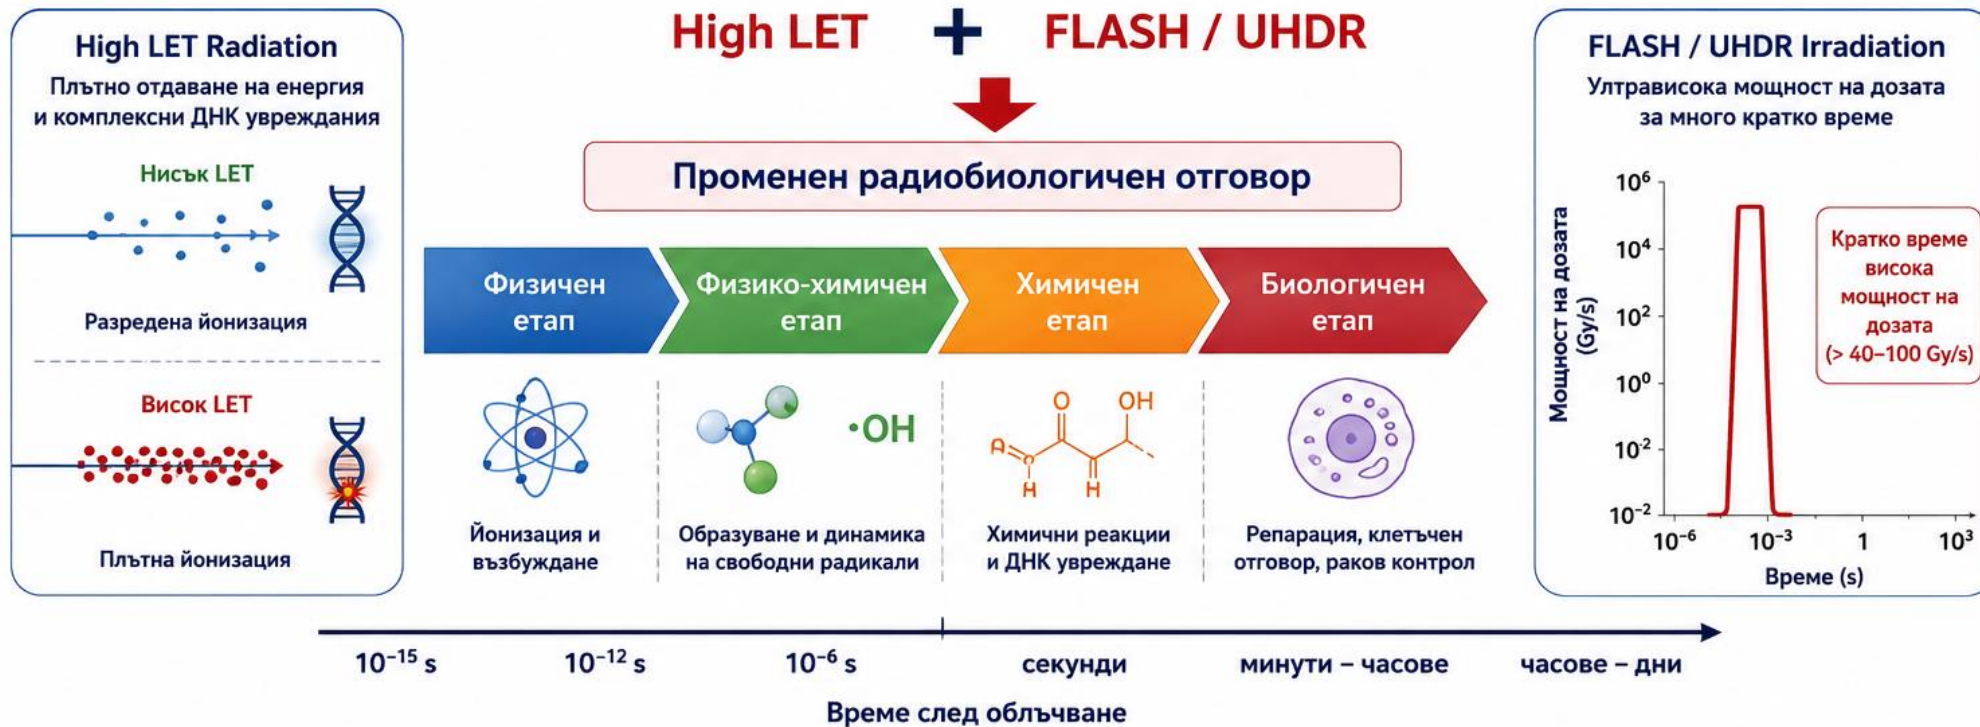 High LET Radiation
Плътно отдаване на енергия
и комплексни ДНК увреждания
Нисък LET
Разредена йонизация
Висок LET
Плътна йонизация
High LET + FLASH / UHDR
Променен радиобиологичен отговор
Физичен
етап
Физико-химичен
етап
Химичен
етап
Биологичен
етап
•OH
O
OH
O
H
H
Йонизация и
възбуждане
Образуване и динамика
на свободни радикали
Химични реакции
и ДНК увреждане
Репарация, клетъчен
отговор, раков контрол
FLASH / UHDR Irradiation
Ултрависока мощност на дозата
за много кратко време
Мощност на дозата
(Gy/s)
10⁶
10⁴
10²
10⁰
10⁻²
10⁻²
Кратко време
висока
мощност на
дозата
(> 40–100 Gy/s)
10⁻⁶
10⁻³
1
10³
Време (s)
10⁻¹⁵ s
10⁻¹² s
10⁻⁶ s
секунди
минути – часове
часове – дни
Време след облъчване